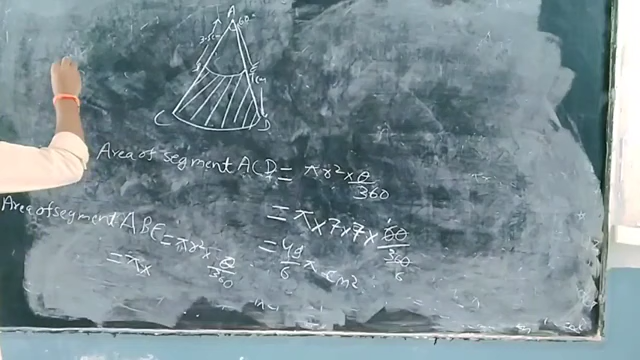 A
60°
3.5cm
E
7cm
C D
Area of segment ACD = πr² × θ/360
= π × 7 × 7 × 60/360
6
= 49/6 π cm²
Area of segment ABE = πr² × θ/360
= π ×